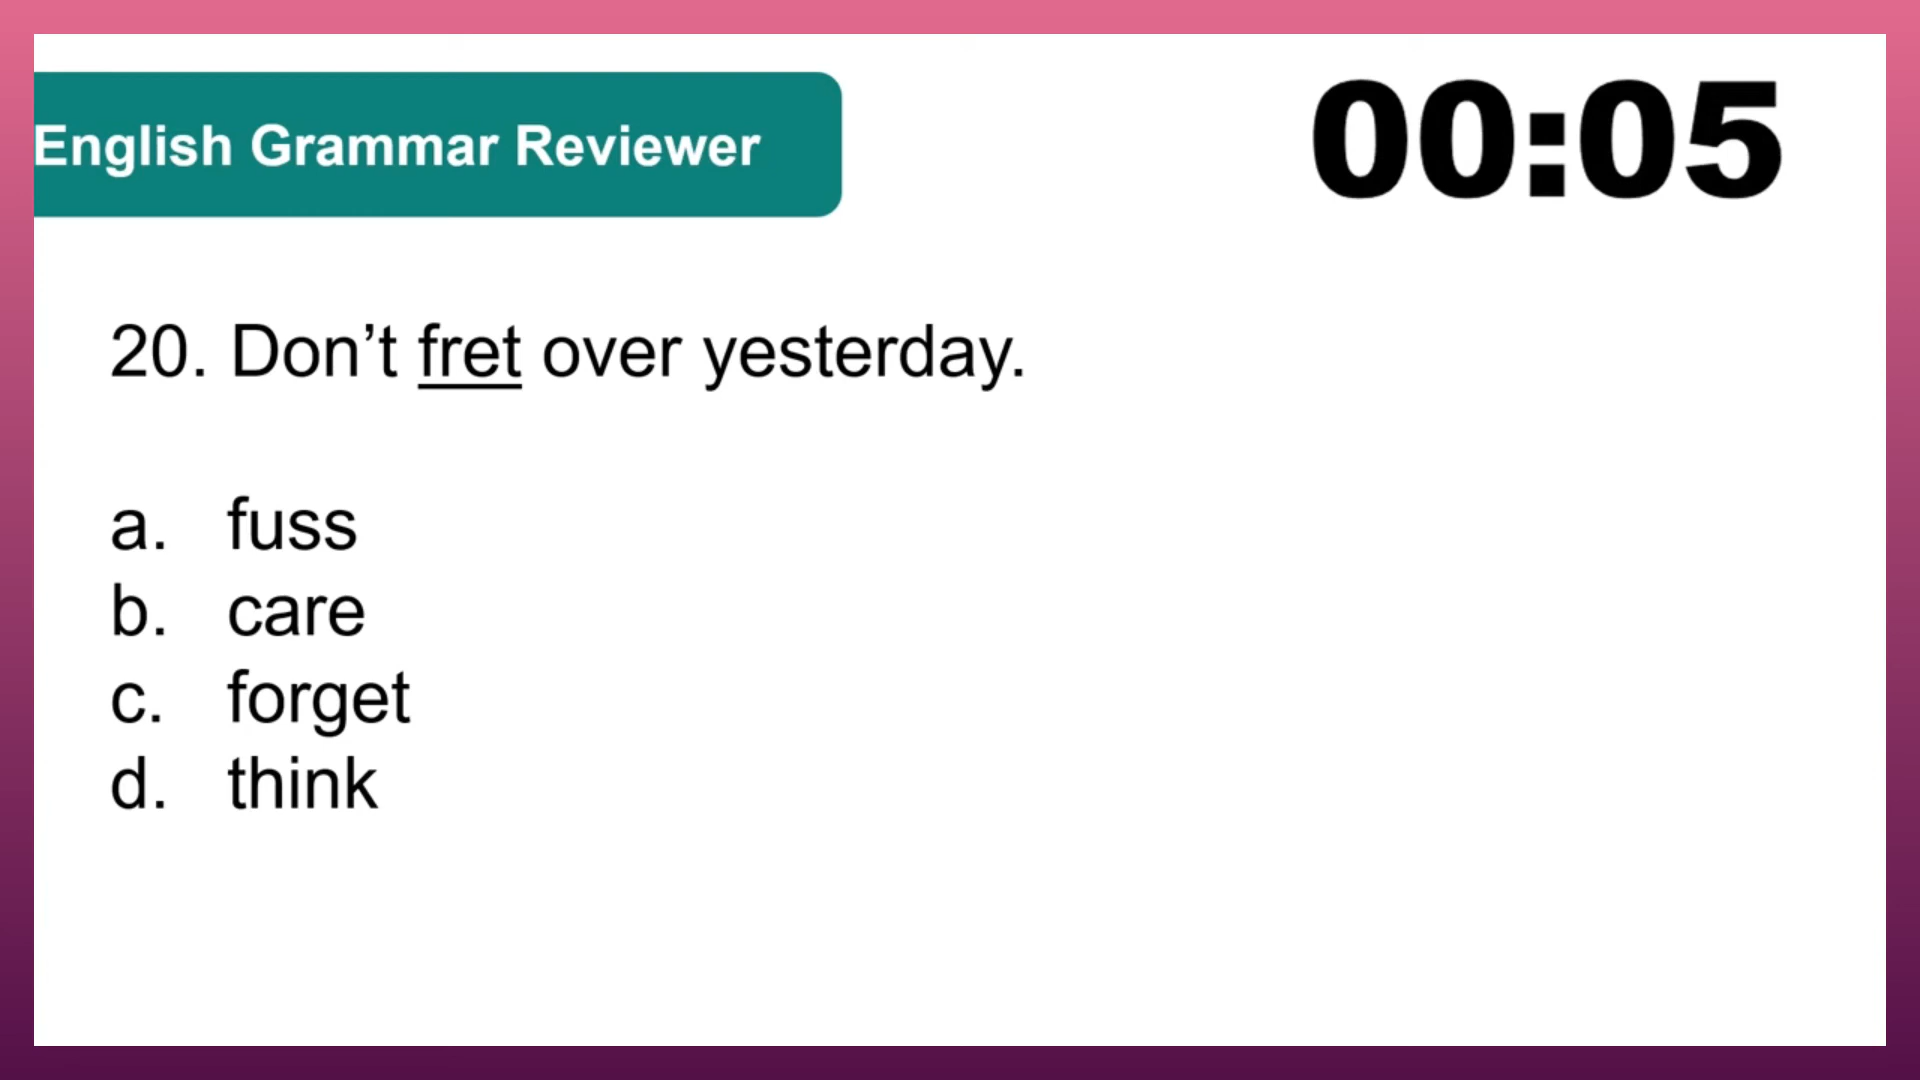 English Grammar Reviewer
00:05
20. Don’t fret over yesterday.
a. fuss
b. care
c. forget
d. think